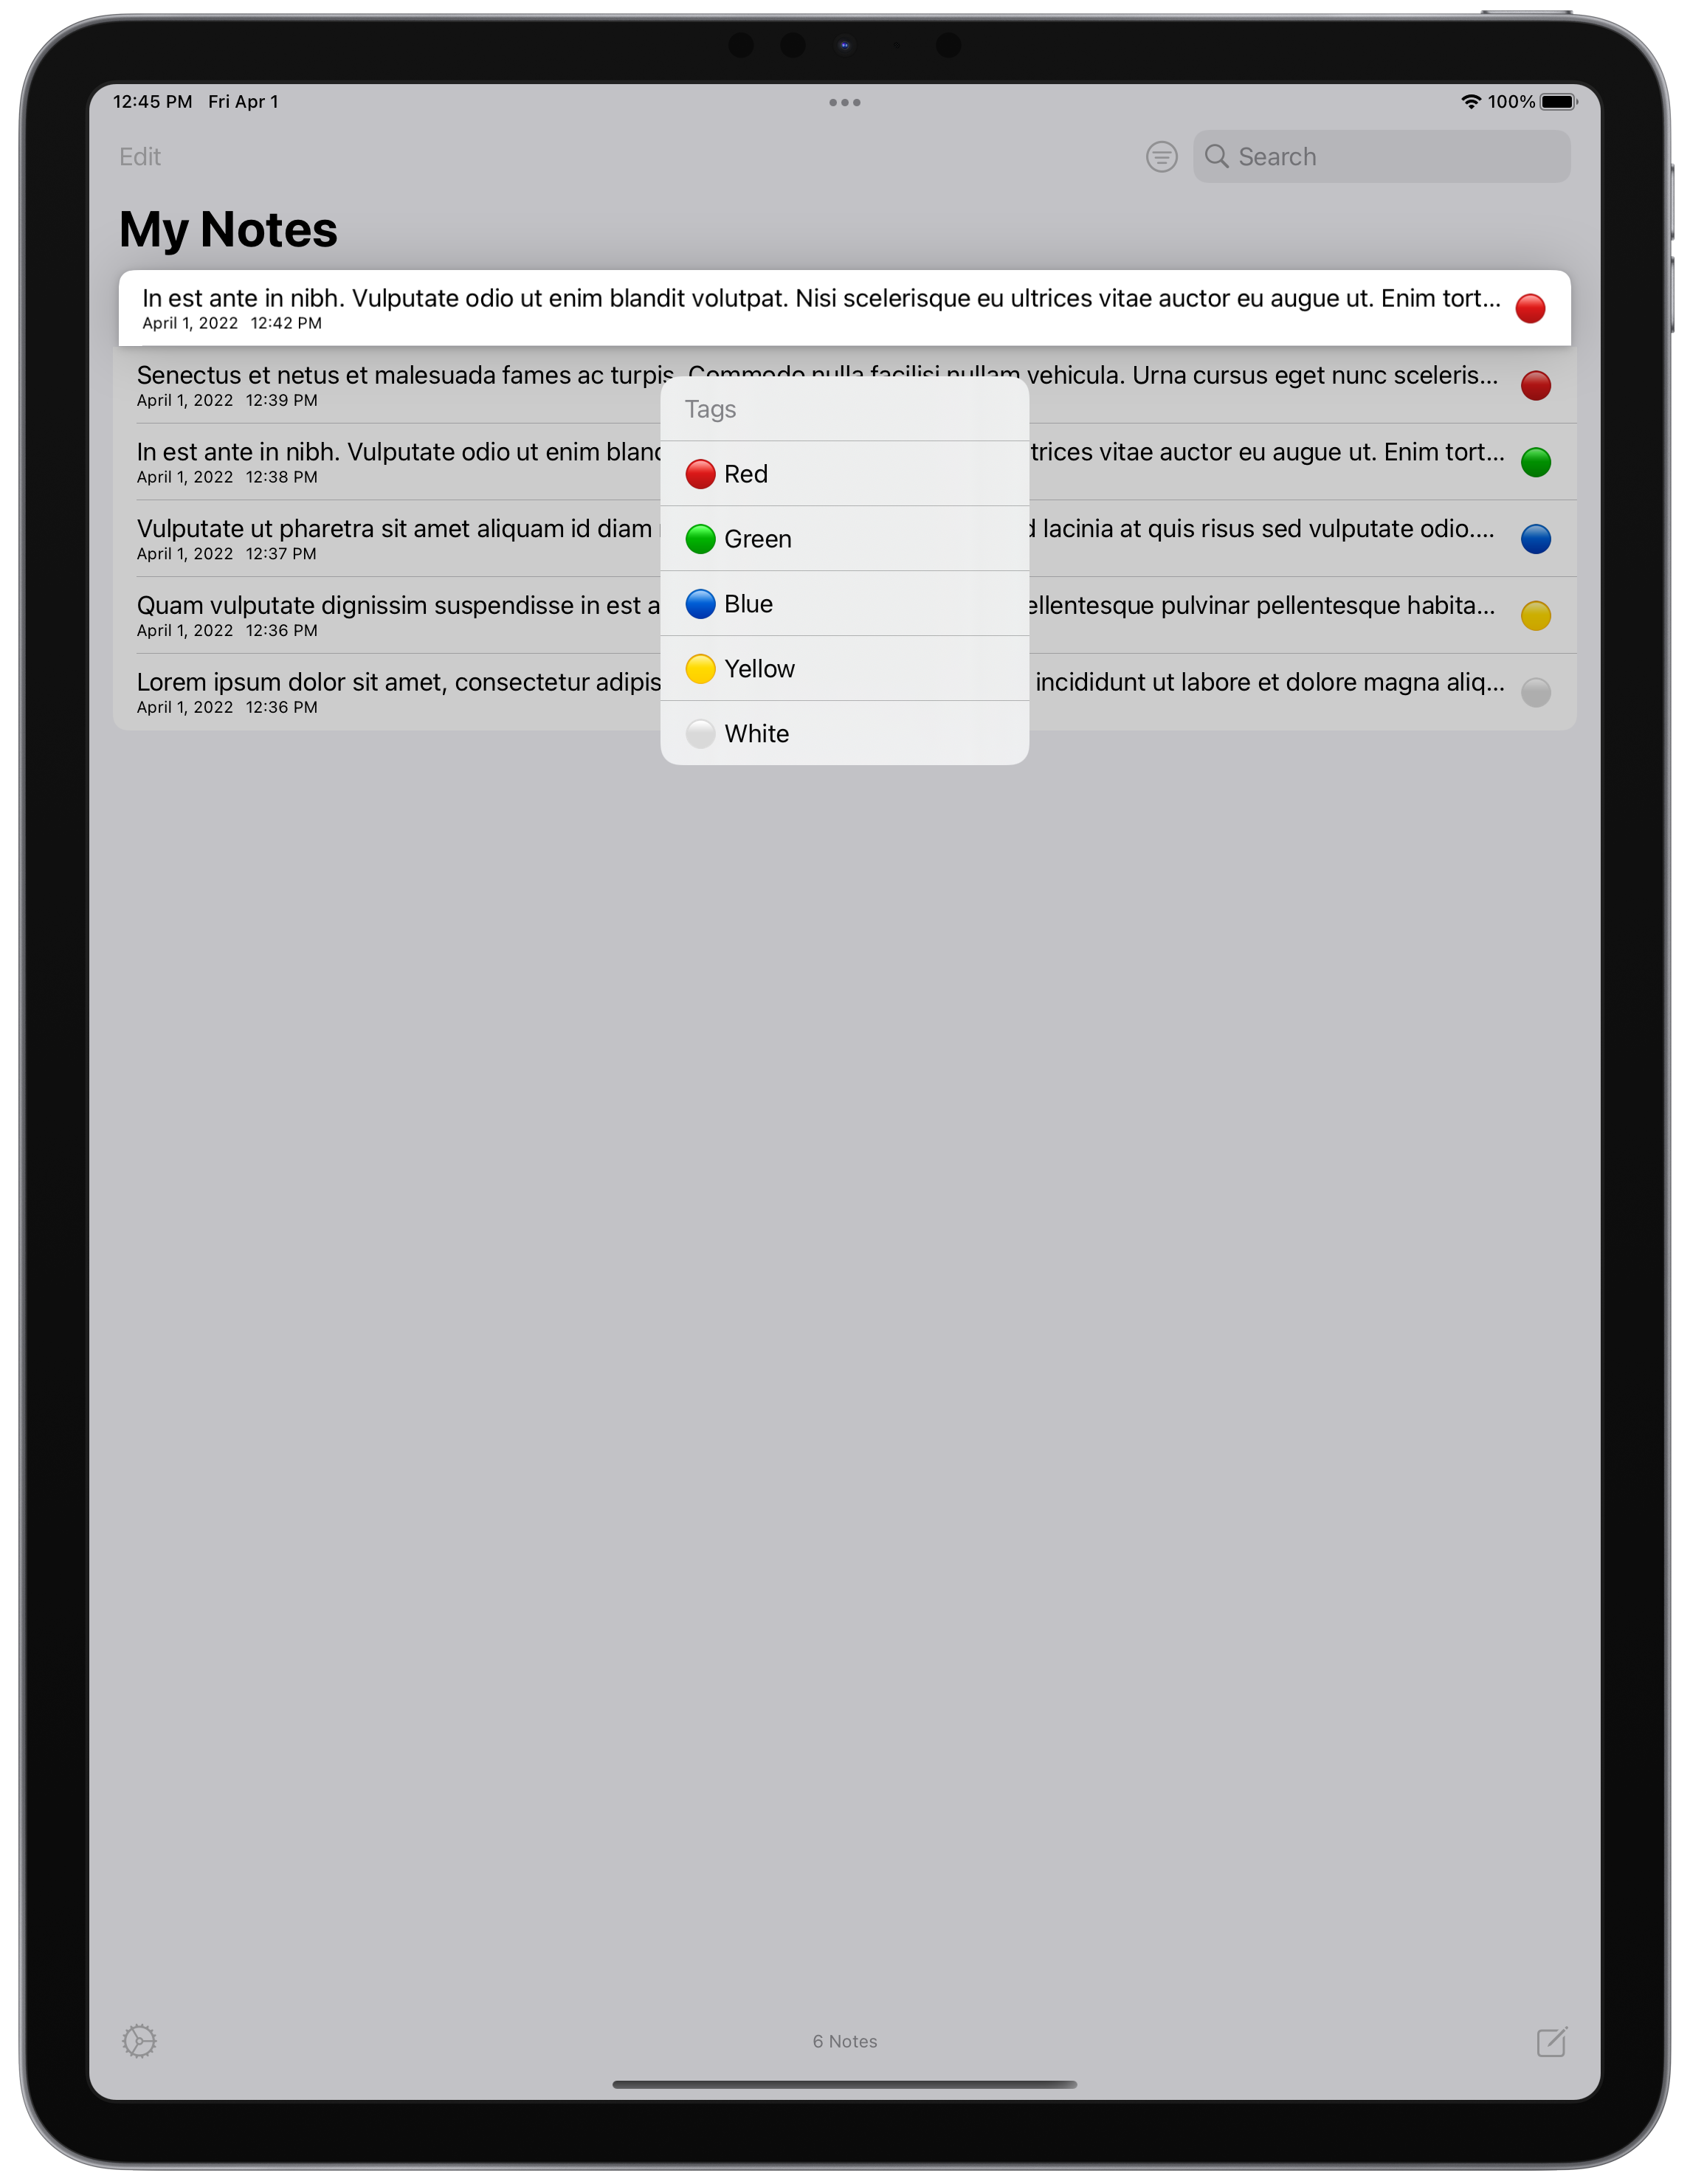 12:45 PM Fri Apr 1 100%
Edit Search
My Notes
In est ante in nibh. Vulputate odio ut enim blandit volutpat. Nisi scelerisque eu ultrices vitae auctor eu augue ut. Enim tort...
April 1, 2022 12:42 PM
Senectus et netus et malesuada fames ac turpis. Commodo nulla facilisi nullam vehicula. Urna cursus eget nunc sceleris...
April 1, 2022 12:39 PM
In est ante in nibh. Vulputate odio ut enim trices vitae auctor eu augue ut. Enim tort...
April 1, 2022 12:38 PM
Vulputate ut pharetra sit amet aliquam id diam lacinia at quis risus sed vulputate odio....
April 1, 2022 12:37 PM
Quam vulputate dignissim suspendisse in est ellentesque pulvinar pellentesque habita...
April 1, 2022 12:36 PM
Lorem ipsum dolor sit amet, consectetur adipis incididunt ut labore et dolore magna aliq...
April 1, 2022 12:36 PM
Tags
Red
Green
Blue
Yellow
White
6 Notes